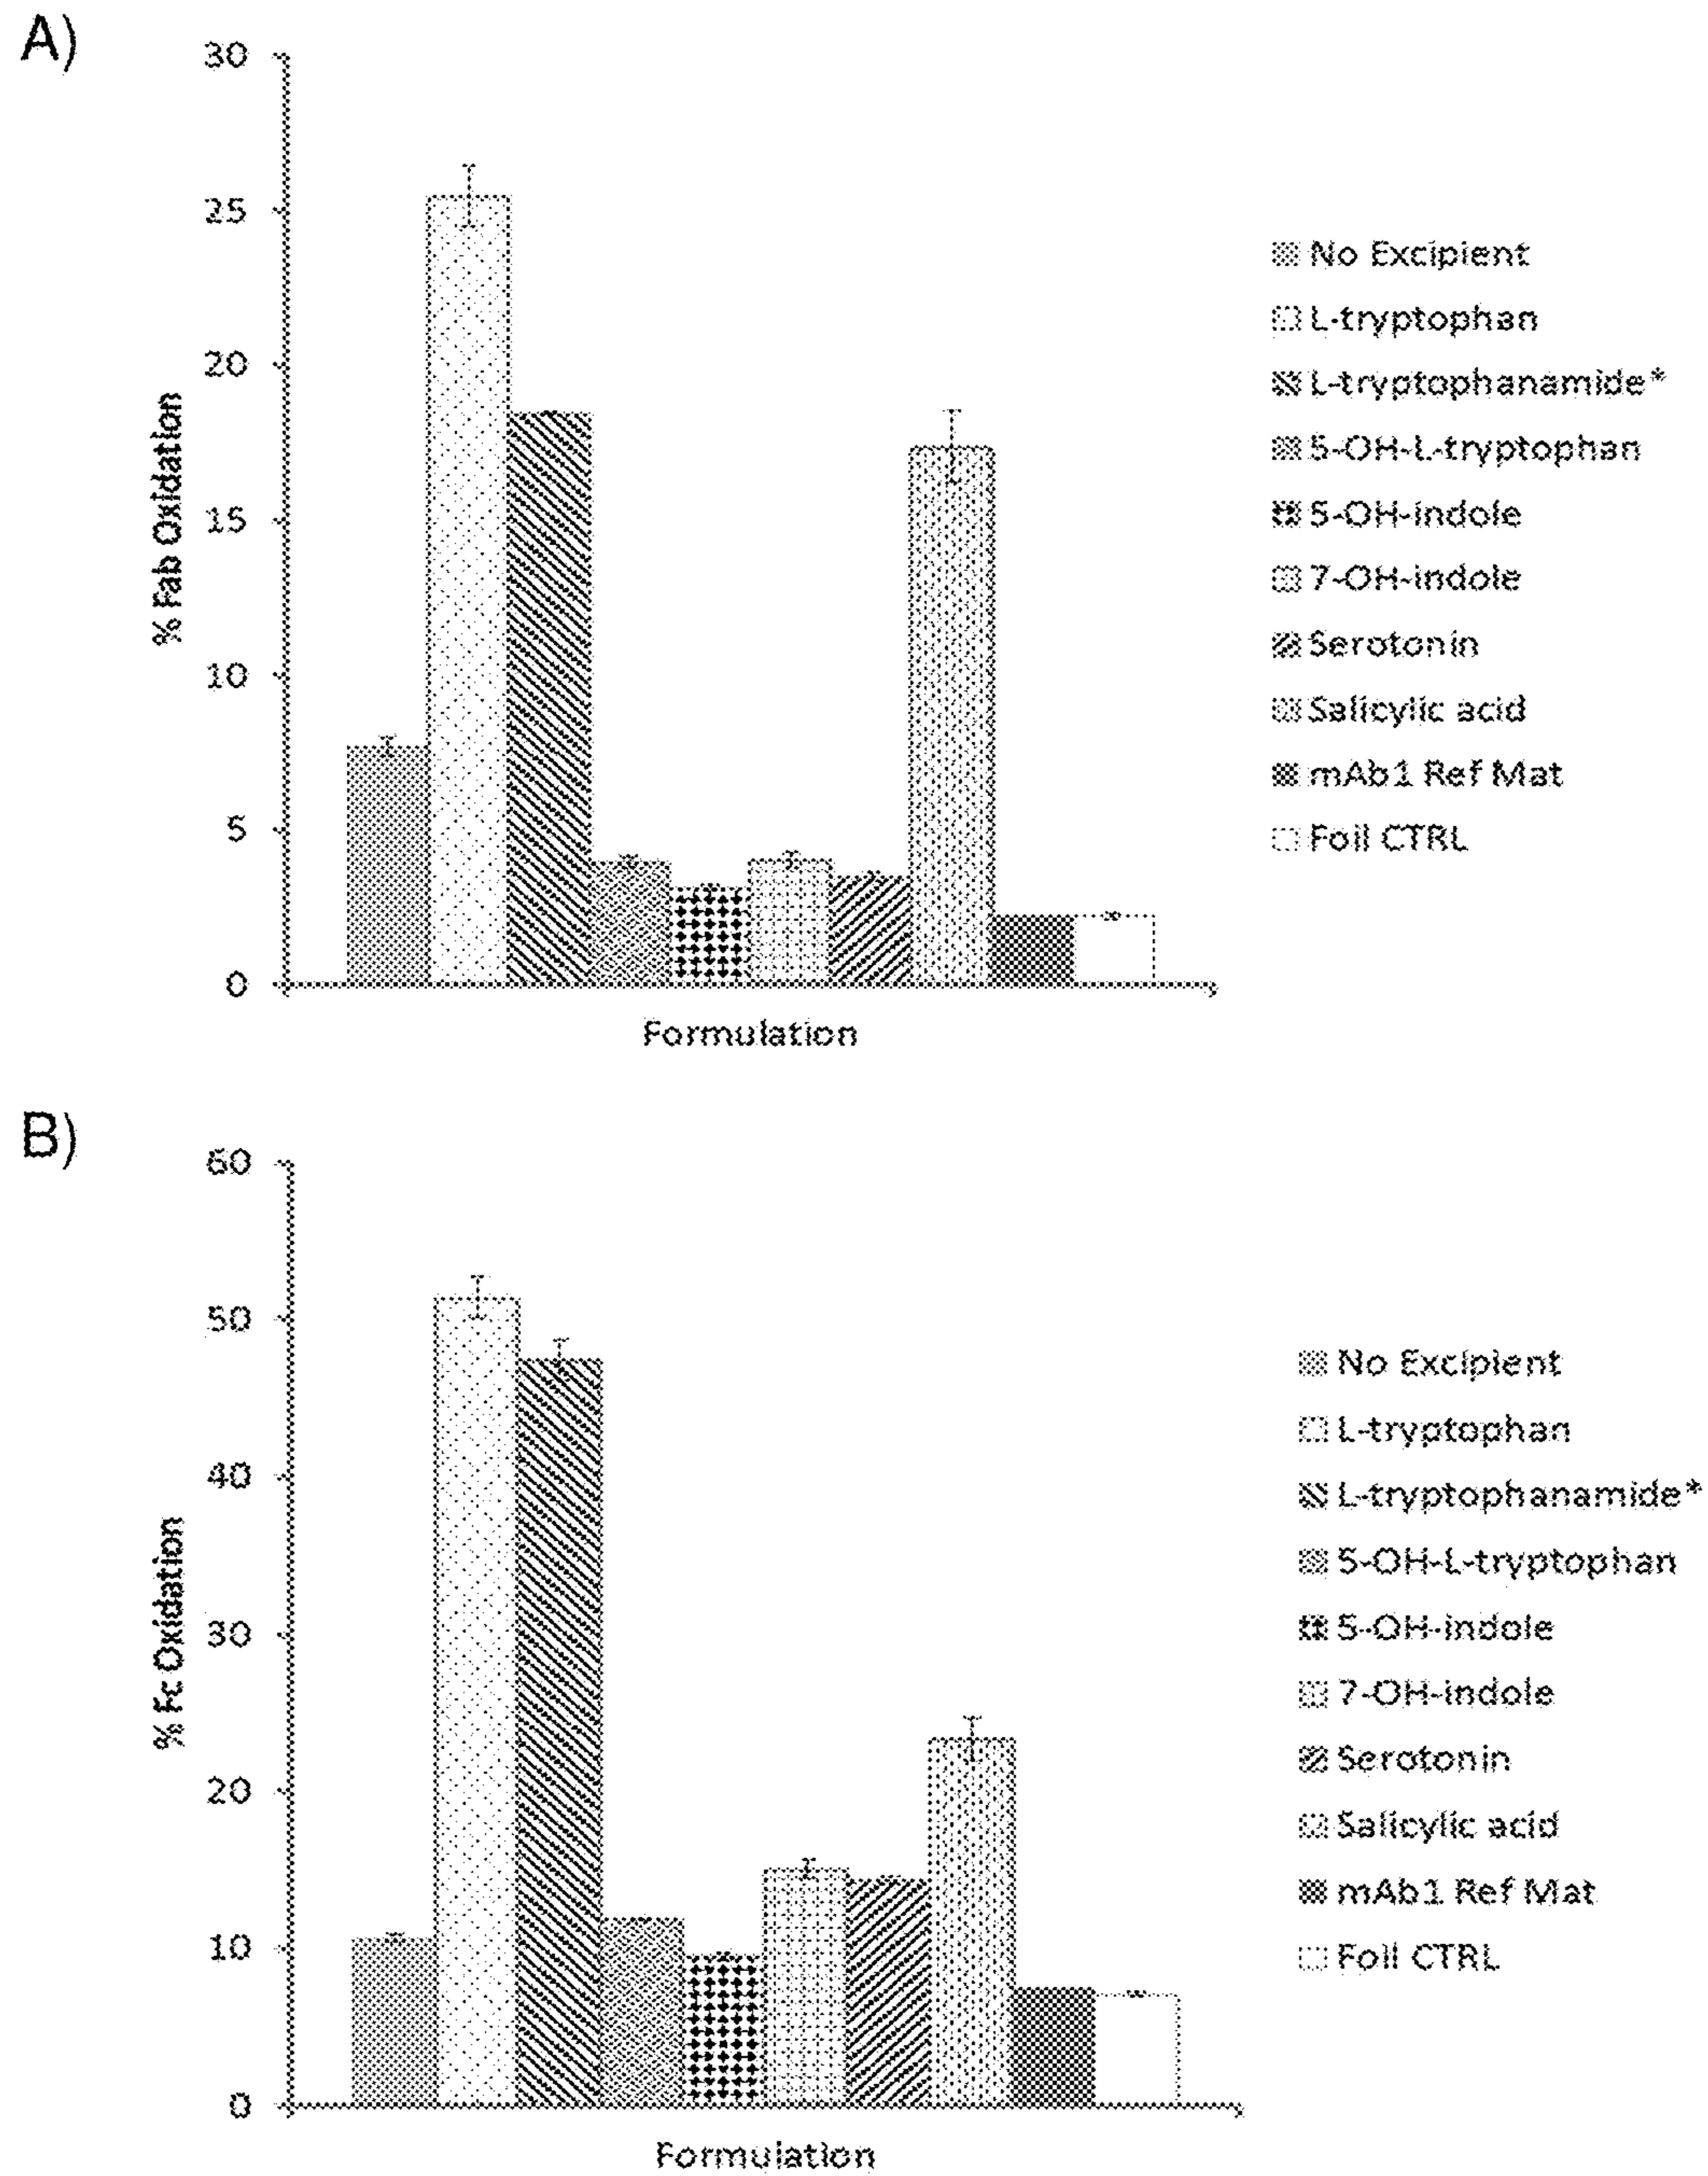 A)
30
25
20
15
10
5
0
% Fab Oxidation
Formulation
No Excipient
L-tryptophan
L-tryptophanamide*
5-OH-L-tryptophan
5-OH-indole
7-OH-indole
Serotonin
Salicylic acid
mAb1 Ref Mat
Foil CTRL
B)
60
50
40
30
20
10
0
% Fc Oxidation
Formulation
No Excipient
L-tryptophan
L-tryptophanamide*
5-OH-L-tryptophan
5-OH-indole
7-OH-indole
Serotonin
Salicylic acid
mAb1 Ref Mat
Foil CTRL